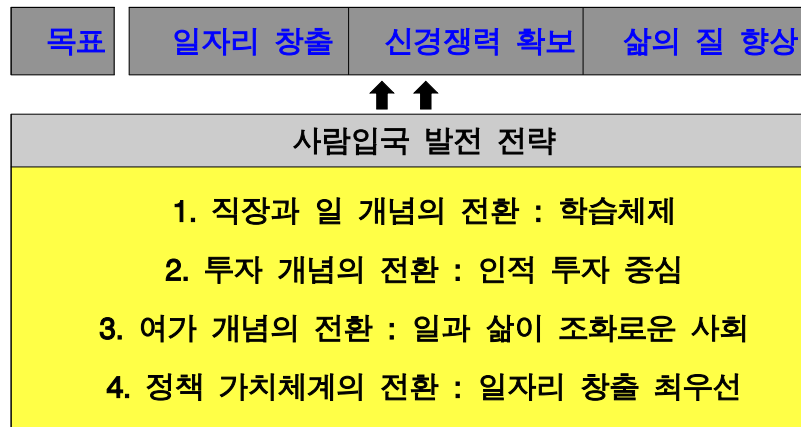 목표 일자리 창출 신경쟁력 확보 삶의 질 향상
사람입국 발전 전략
1. 직장과 일 개념의 전환 : 학습체제
2. 투자 개념의 전환 : 인적 투자 중심
3. 여가 개념의 전환 : 일과 삶이 조화로운 사회
4. 정책 가치체계의 전환 : 일자리 창출 최우선